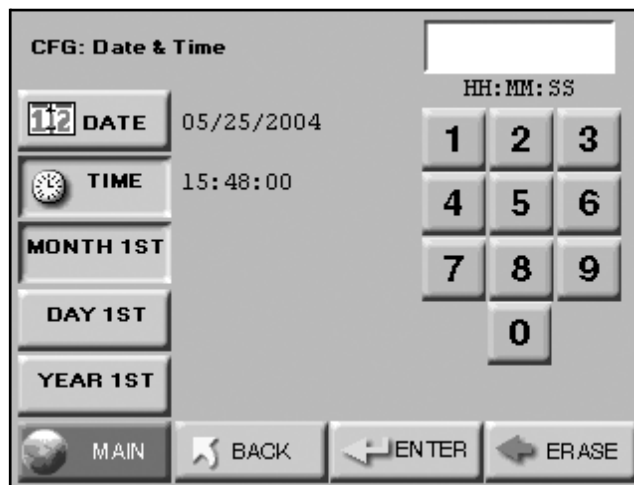 CFG: Date & Time
HH:MM:SS
112 DATE 05/25/2004
TIME 15:48:00
MONTH 1ST
DAY 1ST
YEAR 1ST
1 2 3
4 5 6
7 8 9
0
MAIN BACK ENTER ERASE